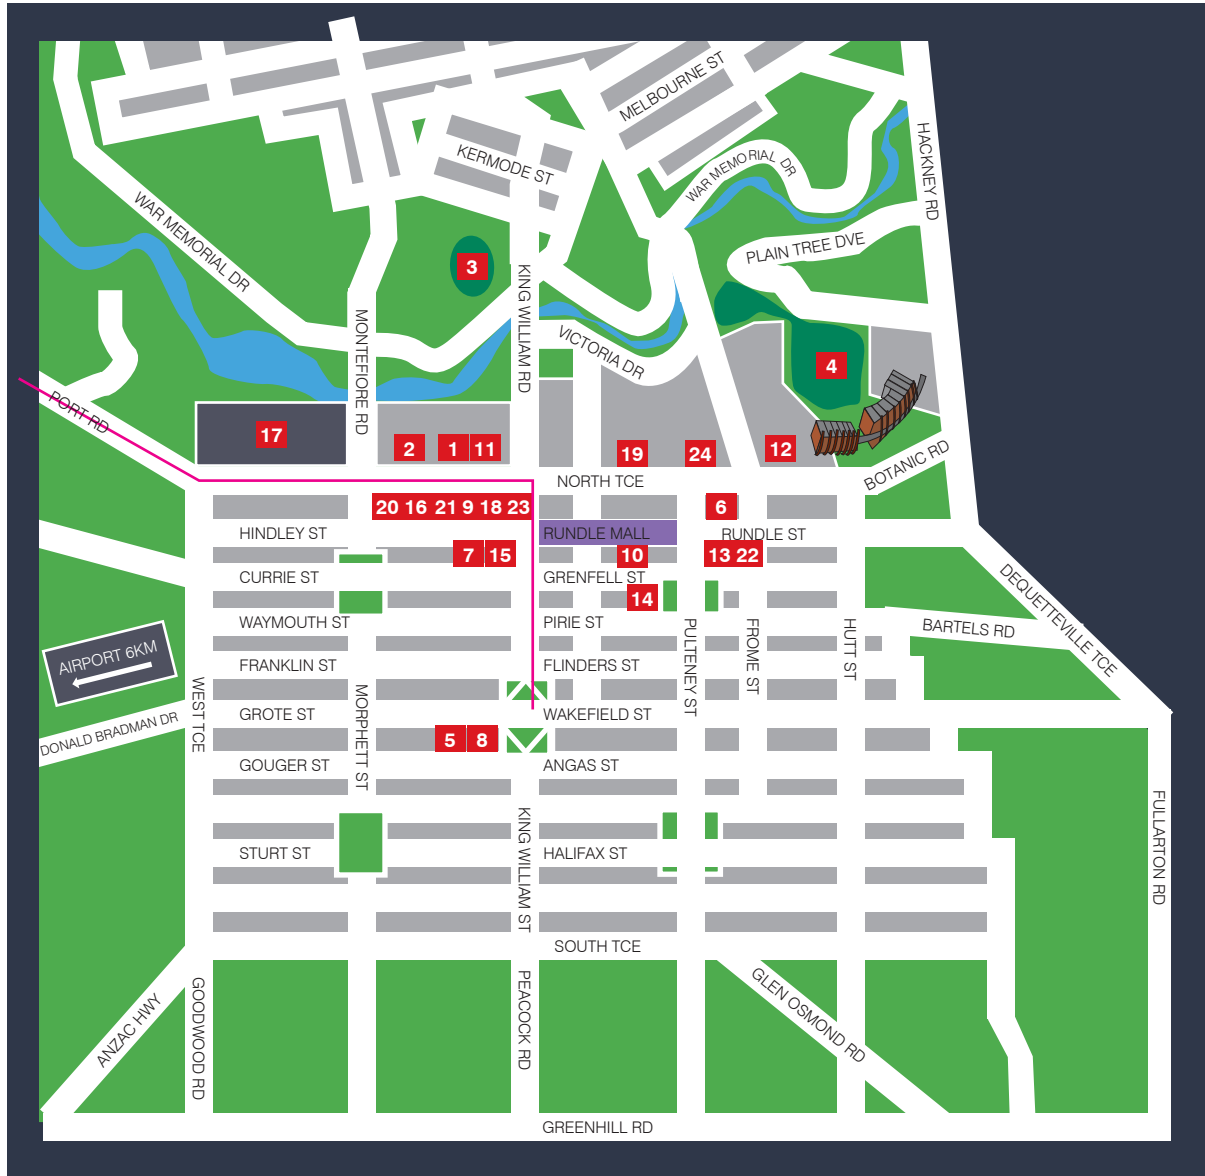 MELBOURNE ST
KERMODE ST
WAR MEMORIAL DR
HACKNEY RD
WAR MEMORIAL DR
PLAIN TREE DVE
3
KING WILLIAM RD
MONTEFIORE RD
VICTORIA DR
4
PORT RD
17
2
1
11
19
24
12
BOTANIC RD
NORTH TCE
20 16 21 9 18 23
6
HINDLEY ST
RUNDLE MALL
RUNDLE ST
7
15
10
13 22
CURRIE ST
GRENFELL ST
14
DEQUETTEVILLE TCE
WAYMOUTH ST
PIRIE ST
PULTENEY ST
FROME ST
HUTT ST
BARTELS RD
AIRPORT 6KM
FRANKLIN ST
FLINDERS ST
WEST TCE
MORPHETT ST
GROTE ST
WAKEFIELD ST
DONALD BRADMAN DR
5
8
GOUGER ST
ANGAS ST
FULLARTON RD
KING WILLIAM ST
STURT ST
HALIFAX ST
SOUTH TCE
ANZAC HWY
GOODWOOD RD
PEACOCK RD
GLEN OSMOND RD
GREENHILL RD